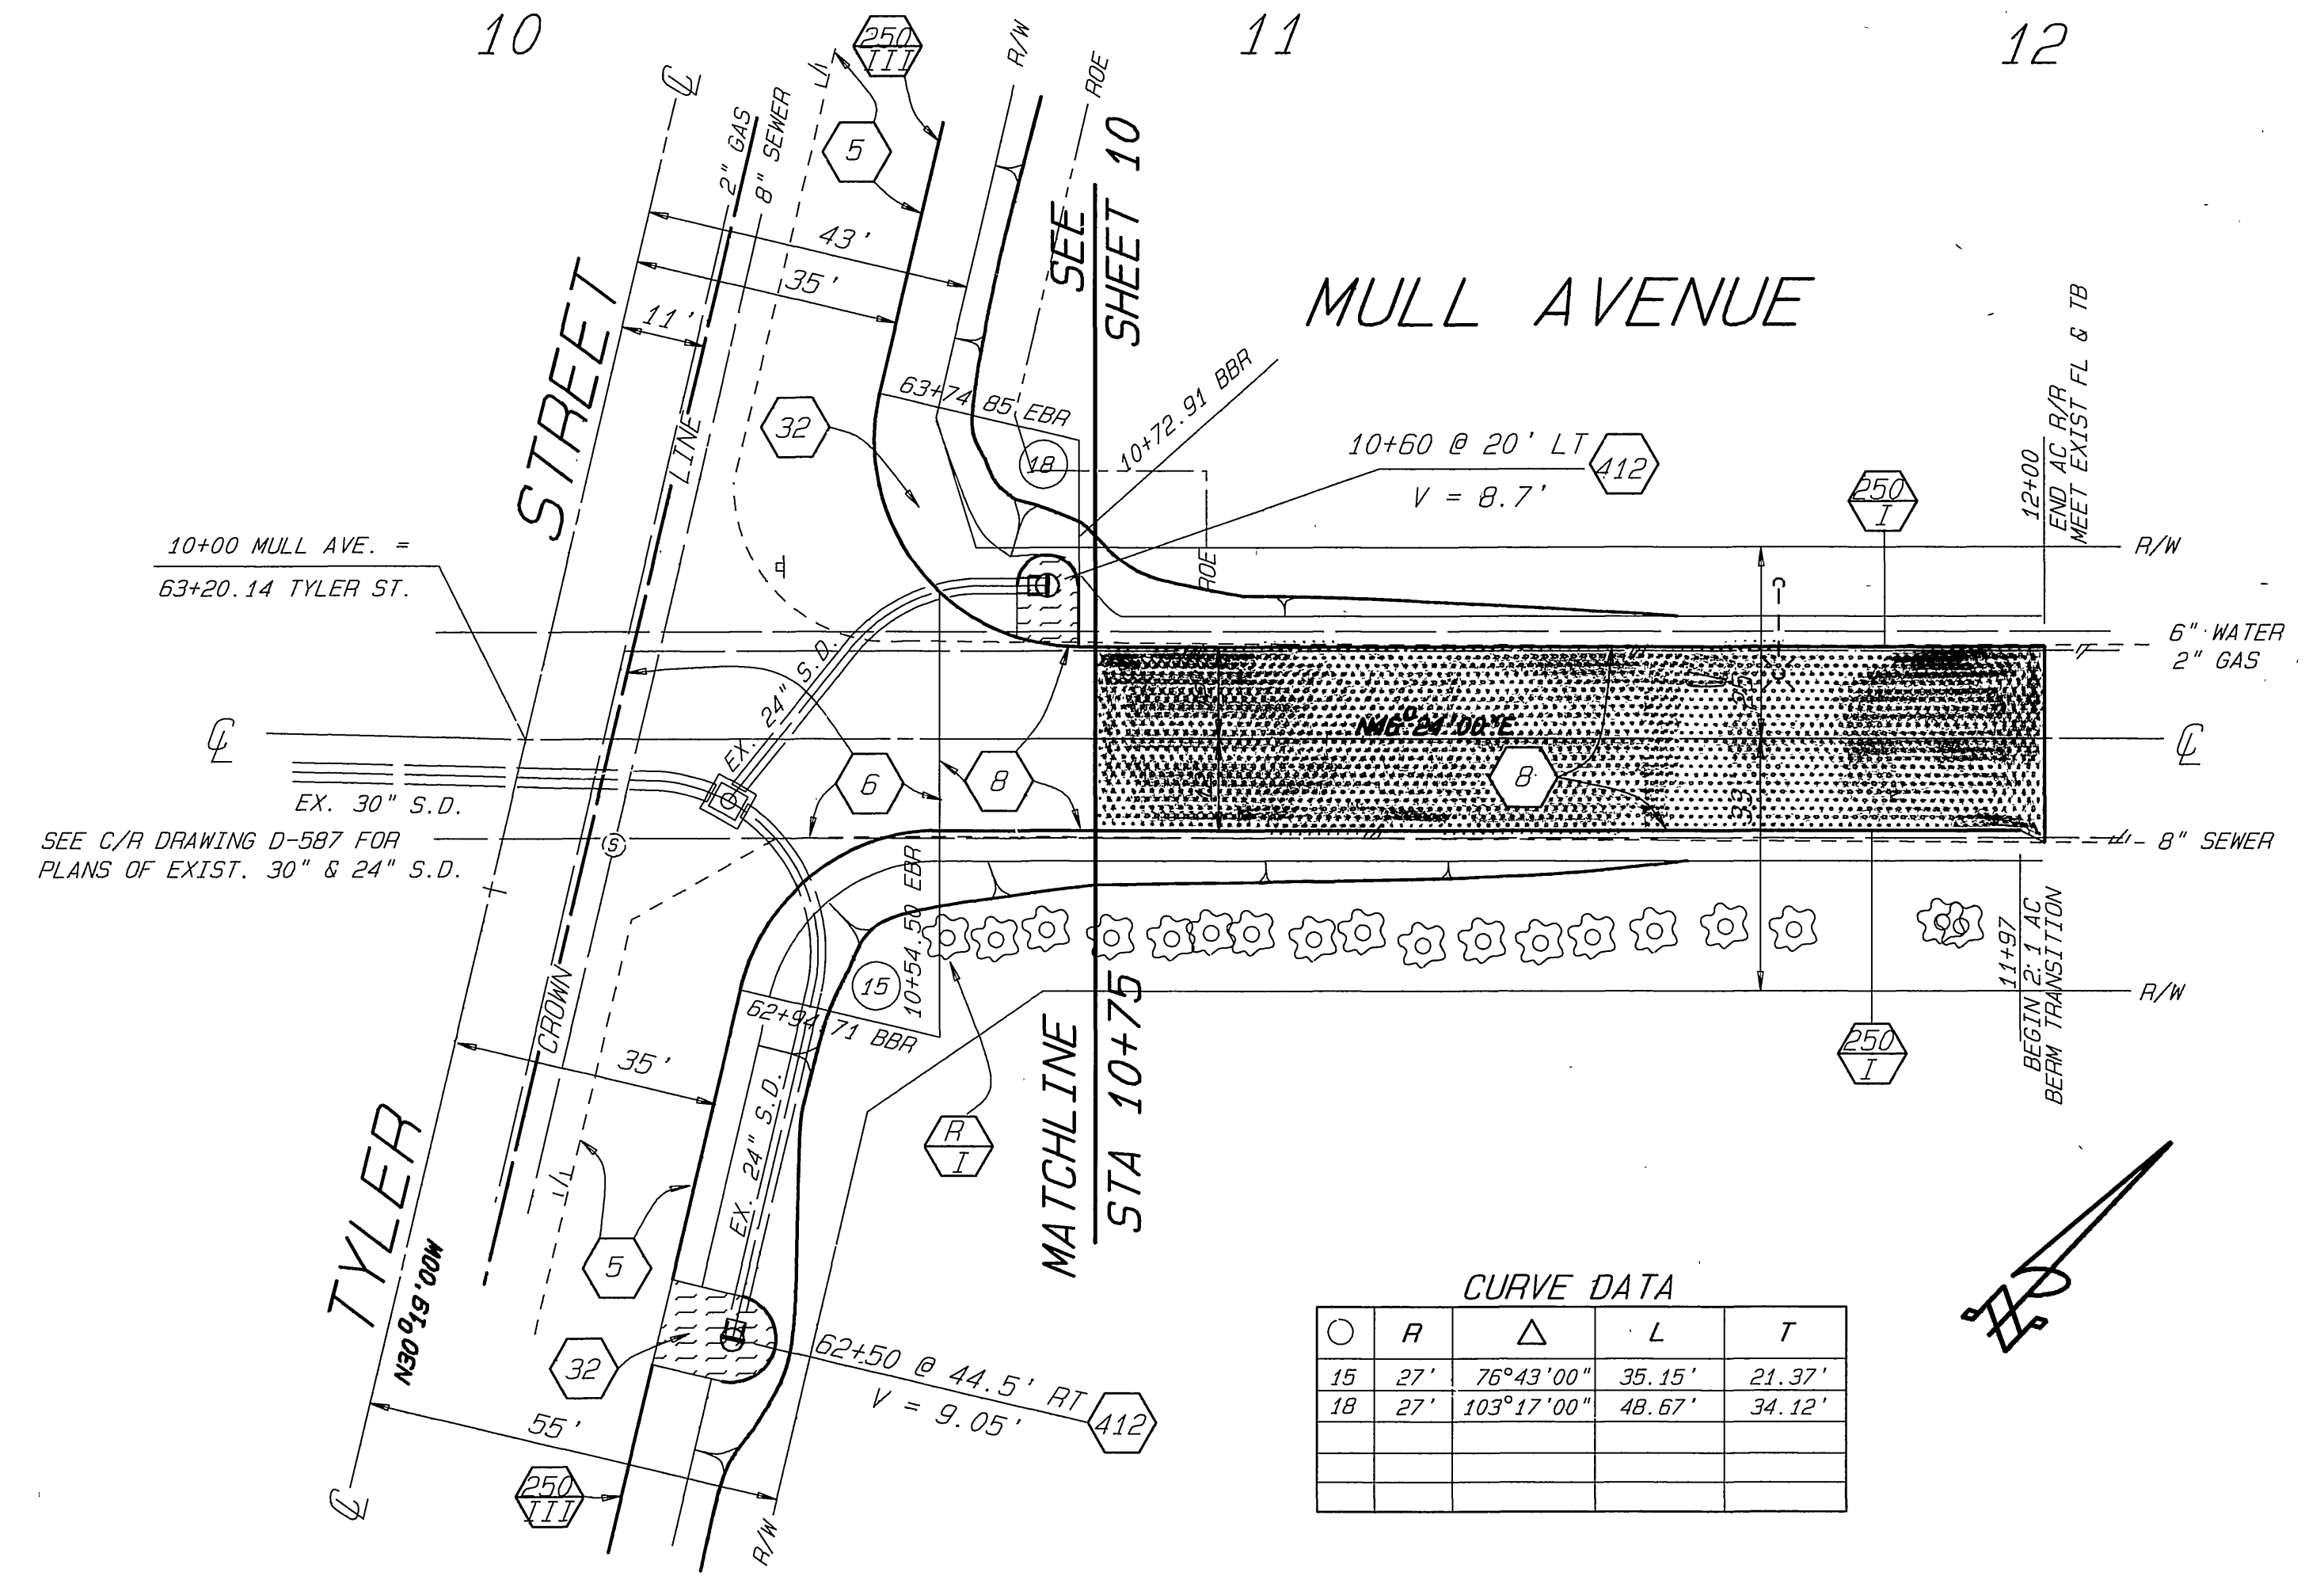 10
11
12
250
III
R/W
ROE
℄
2" GAS
8" SEWER
5
SEE
SHEET 10
43'
35'
11'
MULL AVENUE
STREET
LINE
32
63+74.85 EBR
18
10+72.91 BBR
10+60 @ 20' LT
V = 8.7'
412
250
I
12+00
END AC R/R
MEET EXIST FL & TB
R/W
10+00 MULL AVE. =
63+20.14 TYLER ST.
ROE
6" WATER
2" GAS
EX. 24" S.D.
N46°24'00"E
℄
℄
6
8
8
33'
EX. 30" S.D.
SEE C/R DRAWING D-587 FOR
PLANS OF EXIST. 30" & 24" S.D.
S
8" SEWER
10+54.50 EBR
15
62+94.71 BBR
CROWN
35'
R/W
11+97
BEGIN 2:1 AC
BERM TRANSITION
250
I
R
I
MATCHLINE
STA 10+75
EX. 24" S.D.
TYLER
N30°19'00"W
5
32
62+50 @ 44.5' RT
V = 9.05'
412
55'
250
III
℄
R/W
CURVE DATA
R Δ L T
15 27' 76°43'00" 35.15' 21.37'
18 27' 103°17'00" 48.67' 34.12'